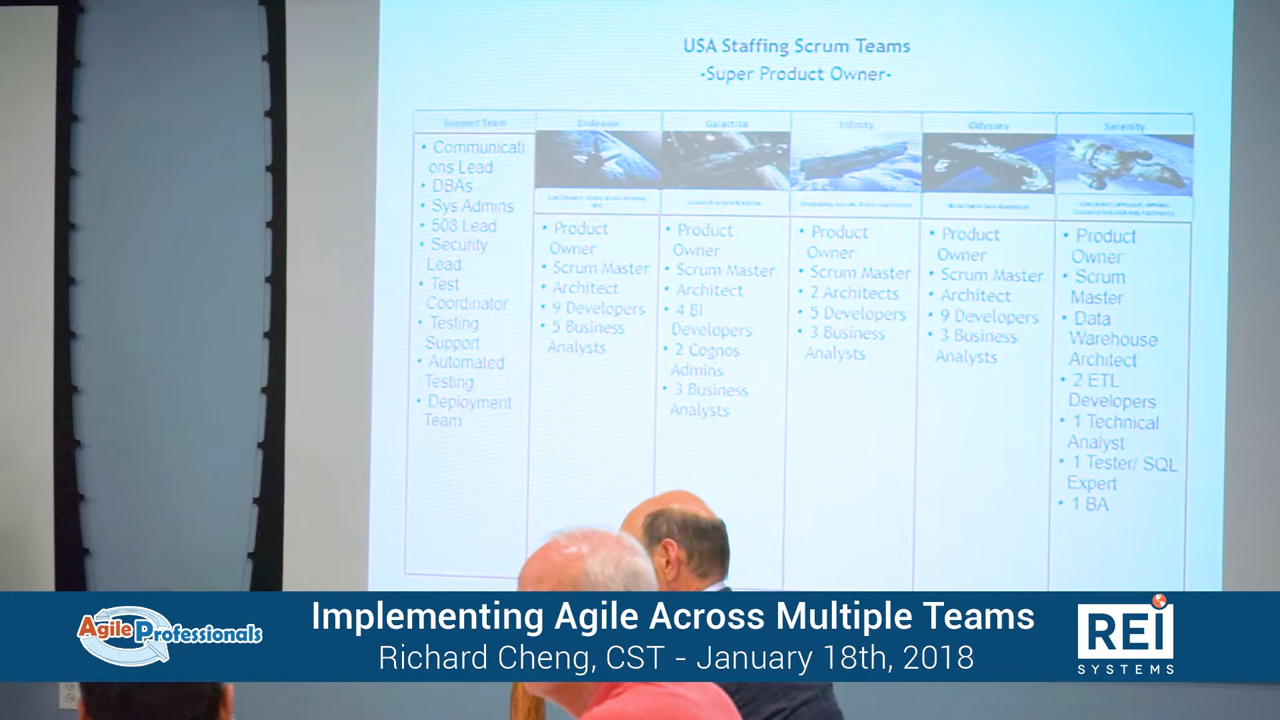 USA Staffing Scrum Teams
-Super Product Owner-
Support Team
• Communicati
ons Lead
• DBAs
• Sys Admins
• 508 Lead
• Security
Lead
• Test
Coordinator
• Testing
Support
• Automated
Testing
• Deployment
Team
Endeavor
• Product
Owner
• Scrum Master
• Architect
• 9 Developers
• 5 Business
Analysts
Galactica
• Product
Owner
• Scrum Master
• Architect
• 4 BI
Developers
• 2 Cognos
Admins
• 3 Business
Analysts
Infinity
• Product
Owner
• Scrum Master
• 2 Architects
• 5 Developers
• 3 Business
Analysts
Odyssey
• Product
Owner
• Scrum Master
• Architect
• 9 Developers
• 3 Business
Analysts
Serenity
• Product
Owner
• Scrum
Master
• Data
Warehouse
Architect
• 2 ETL
Developers
• 1 Technical
Analyst
• 1 Tester/ SQL
Expert
• 1 BA
Agile Professionals
Implementing Agile Across Multiple Teams
Richard Cheng, CST - January 18th, 2018
REI
SYSTEMS